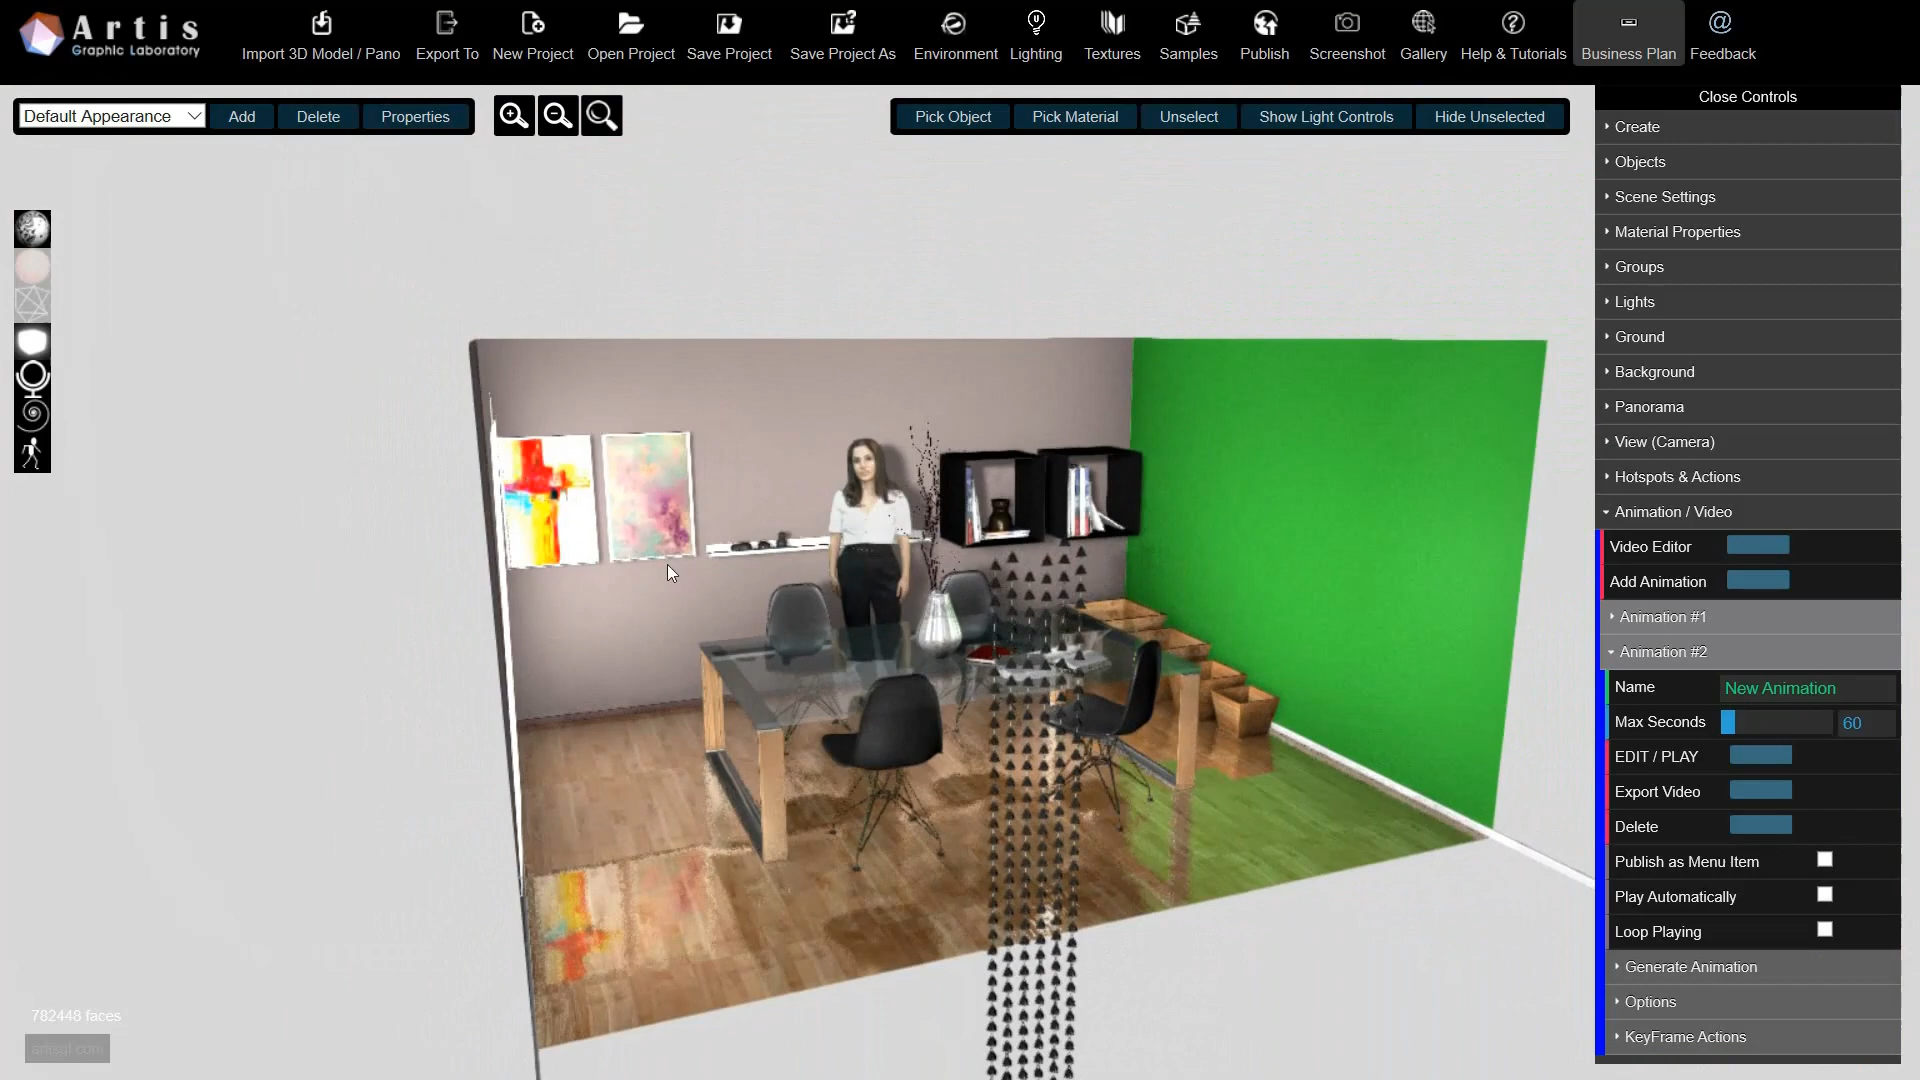 Artis
Graphic Laboratory
Import 3D Model / Pano
Export To
New Project
Open Project
Save Project
Save Project As
Environment
Lighting
Textures
Samples
Publish
Screenshot
Gallery
Help & Tutorials
Business Plan
Feedback
Default Appearance
Add
Delete
Properties
Pick Object
Pick Material
Unselect
Show Light Controls
Hide Unselected
Close Controls
Create
Objects
Scene Settings
Material Properties
Groups
Lights
Ground
Background
Panorama
View (Camera)
Hotspots & Actions
Animation / Video
Video Editor
Add Animation
Animation #1
Animation #2
Name New Animation
Max Seconds 60
EDIT / PLAY
Export Video
Delete
Publish as Menu Item
Play Automatically
Loop Playing
Generate Animation
Options
KeyFrame Actions
782448 faces
artisgl.com